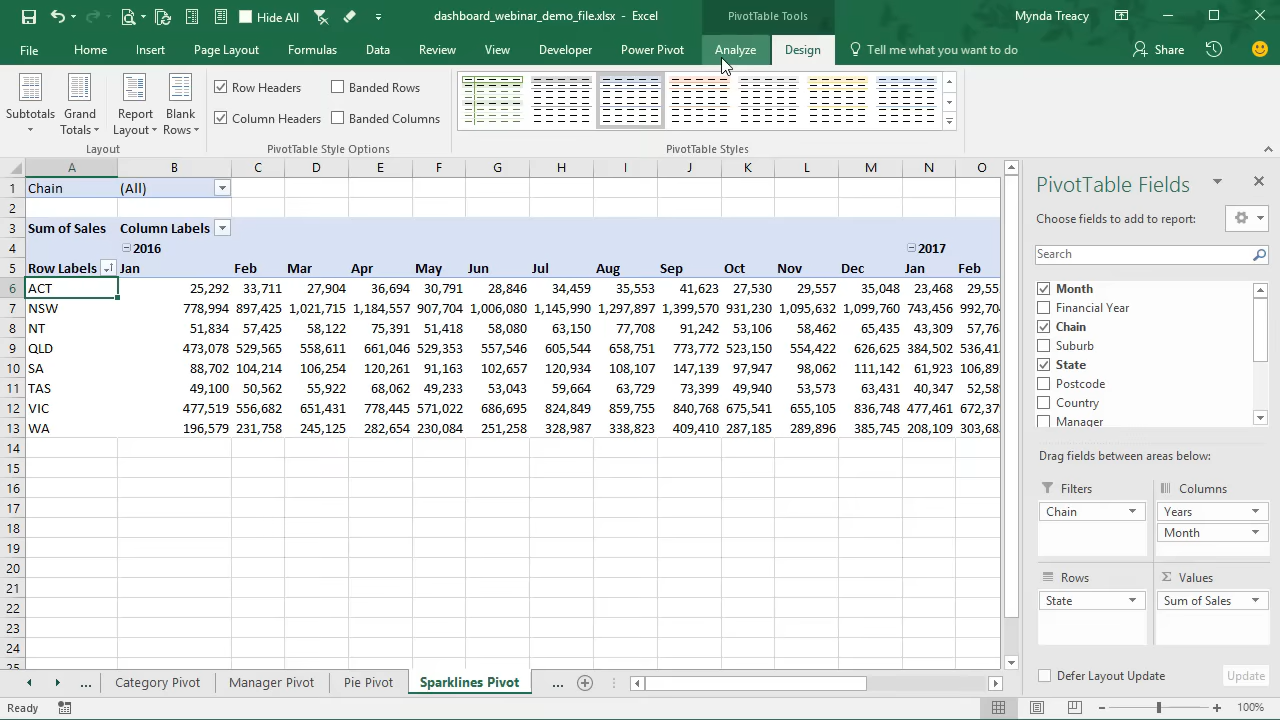 Hide All
dashboard_webinar_demo_file.xlsx - Excel
PivotTable Tools
Mynda Treacy
File Home Insert Page Layout Formulas Data Review View Developer Power Pivot Analyze Design Tell me what you want to do Share
Subtotals
Grand Totals
Report Layout
Blank Rows
Layout
Row Headers
Banded Rows
Column Headers
Banded Columns
PivotTable Style Options
PivotTable Styles
A B C D E F G H I J K L M N O
1 Chain (All)
2
3 Sum of Sales Column Labels
4 2016 2017
5 Row Labels Jan Feb Mar Apr May Jun Jul Aug Sep Oct Nov Dec Jan Feb
6 ACT 25,292 33,711 27,904 36,694 30,791 28,846 34,459 35,553 41,623 27,530 29,557 35,048 23,468 29,55
7 NSW 778,994 897,425 1,021,715 1,184,557 907,704 1,006,080 1,145,990 1,297,897 1,399,570 931,230 1,095,632 1,099,760 743,456 992,70
8 NT 51,834 57,425 58,122 75,391 51,418 58,080 63,150 77,708 91,242 53,106 58,462 65,435 43,309 57,76
9 QLD 473,078 529,565 558,611 661,046 529,353 557,546 605,544 658,751 773,772 523,150 554,422 626,625 384,502 536,41
10 SA 88,702 104,214 106,254 120,261 91,163 102,657 120,934 108,107 147,139 97,947 98,062 111,142 61,923 106,89
11 TAS 49,100 50,562 55,922 68,062 49,233 53,043 59,664 63,729 73,399 49,940 53,573 63,431 40,347 52,58
12 VIC 477,519 556,682 651,431 778,445 571,022 686,695 824,849 859,755 840,768 675,541 655,105 836,748 477,461 672,37
13 WA 196,579 231,758 245,125 282,654 230,084 251,258 318,987 338,823 409,410 287,185 289,896 385,745 208,109 303,68
14
15
16
17
18
19
20
21
22
23
24
25
PivotTable Fields
Choose fields to add to report:
Search
Month
Financial Year
Chain
Suburb
State
Postcode
Country
Manager
Drag fields between areas below:
Filters
Chain
Columns
Years
Month
Rows
State
Values
Sum of Sales
Defer Layout Update
Update
... Category Pivot Manager Pivot Pie Pivot Sparklines Pivot ...
Ready
100%